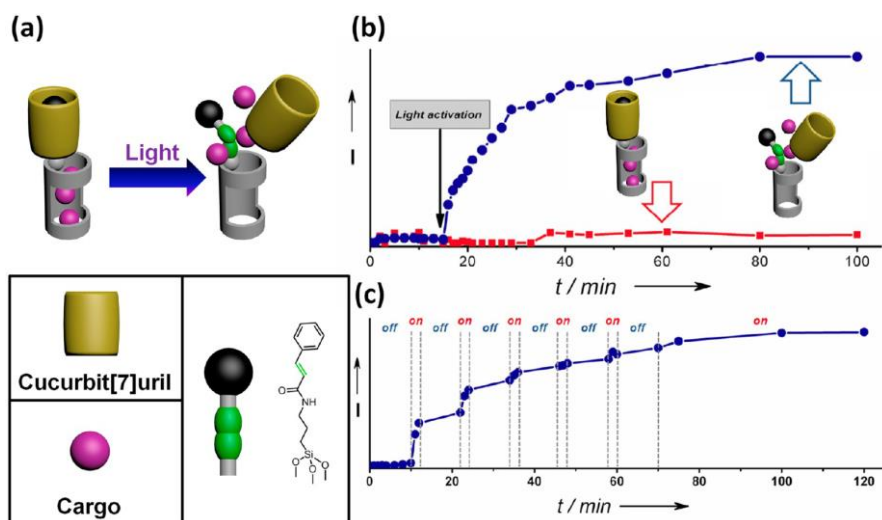 (a)
Light
Cucurbit[7]uril
Cargo
O
NH
Si
O
O
O
(b)
I
Light activation
0 20 40 60 80 100
t / min
(c)
off on off on off on off on off on off on
I
0 20 40 60 80 100 120
t / min